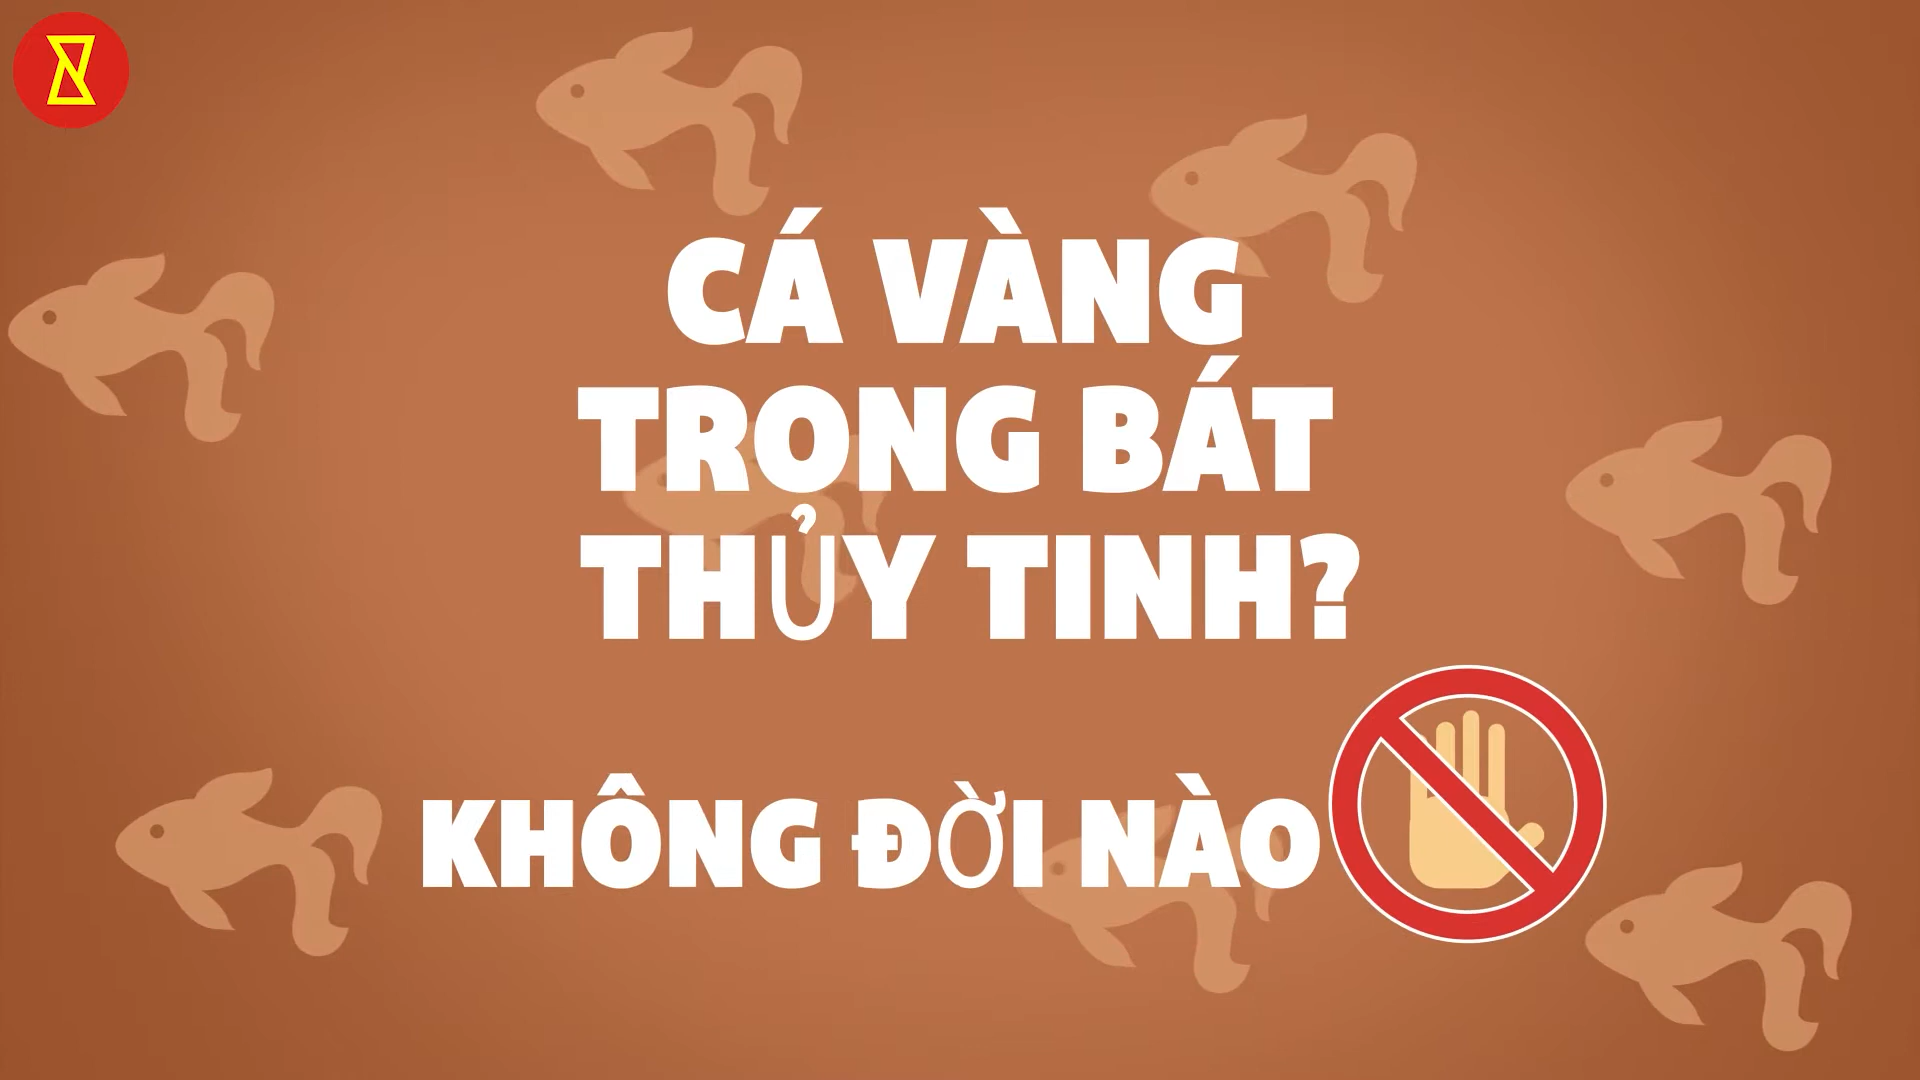 CÁ VÀNG
TRONG BÁT
THỦY TINH?
KHÔNG ĐỜI NÀO